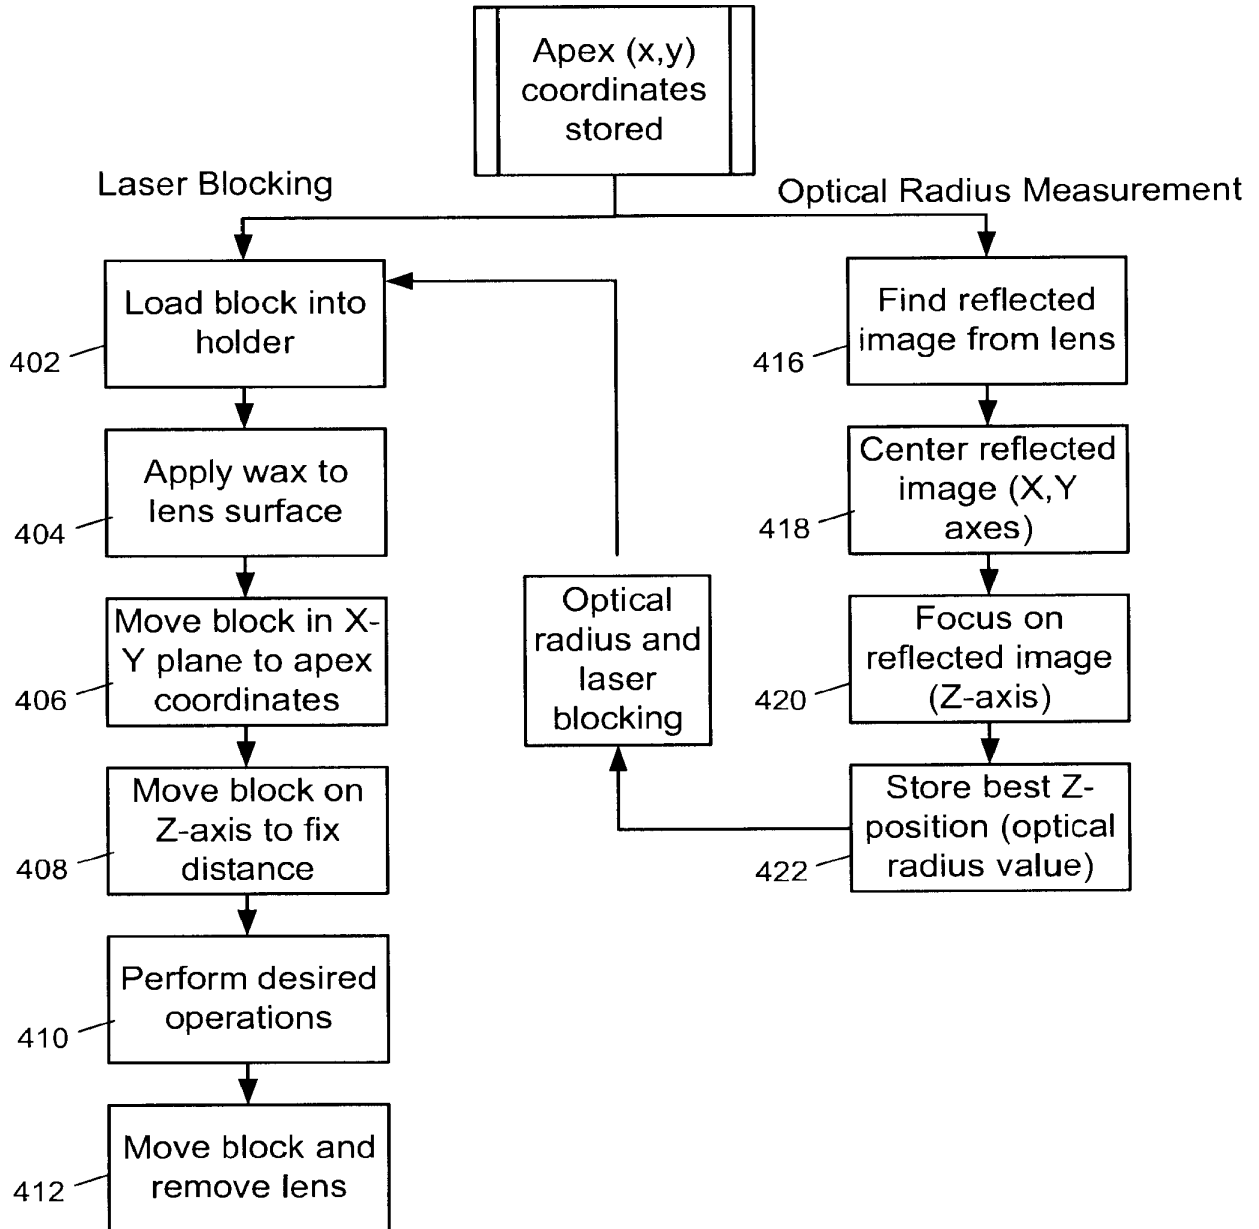 Apex (x,y)
coordinates
stored
Laser Blocking
Optical Radius Measurement
Load block into
holder
402
Apply wax to
lens surface
404
Move block in X-
Y plane to apex
coordinates
406
Move block on
Z-axis to fix
distance
408
Perform desired
operations
410
Move block and
remove lens
412
Optical
radius and
laser
blocking
Find reflected
image from lens
416
Center reflected
image (X,Y
axes)
418
Focus on
reflected image
(Z-axis)
420
Store best Z-
position (optical
radius value)
422